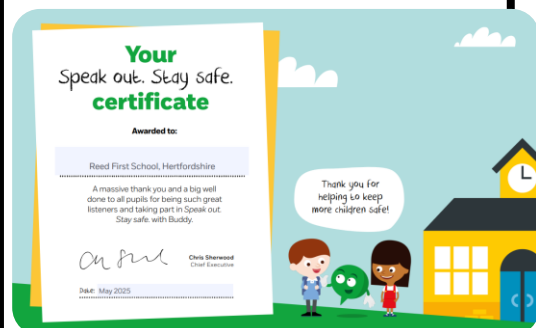 Your
Speak out. Stay safe.
certificate
Awarded to:
Reed First School, Hertfordshire
A massive thank you and a big well
done to all pupils for being such great
listeners and taking part in Speak out.
Stay safe. with Buddy.
Chris Sherwood
Chief Executive
Date: May 2025
Thank you for
helping to keep
more children safe!